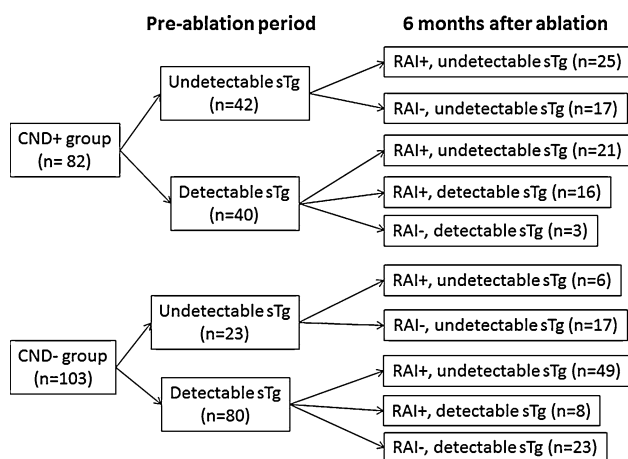 Pre-ablation period
6 months after ablation
CND+ group
(n= 82)
Undetectable sTg
(n=42)
RAI+, undetectable sTg (n=25)
RAI-, undetectable sTg (n=17)
Detectable sTg
(n=40)
RAI+, undetectable sTg (n=21)
RAI+, detectable sTg (n=16)
RAI-, detectable sTg (n=3)
CND- group
(n=103)
Undetectable sTg
(n=23)
RAI+, undetectable sTg (n=6)
RAI-, undetectable sTg (n=17)
Detectable sTg
(n=80)
RAI+, undetectable sTg (n=49)
RAI+, detectable sTg (n=8)
RAI-, detectable sTg (n=23)